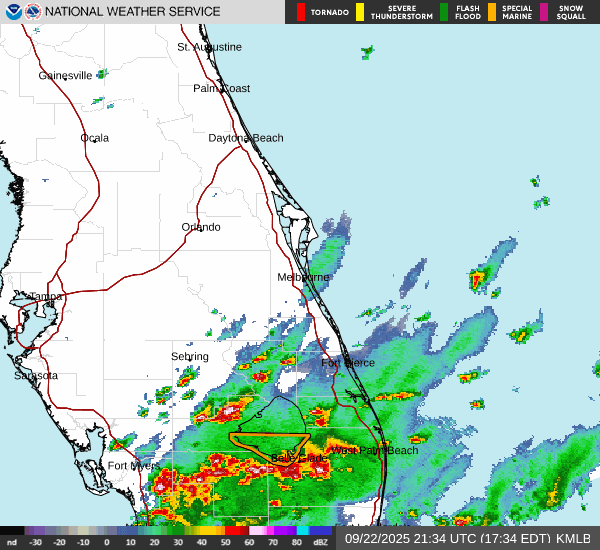 NATIONAL WEATHER SERVICE
TORNADO
SEVERE THUNDERSTORM
FLASH FLOOD
SPECIAL MARINE
SNOW SQUALL
St. Augustine
Gainesville
Palm Coast
Ocala
Daytona Beach
Orlando
Melbourne
Tampa
Sebring
Fort Pierce
Sarasota
West Palm Beach
Belle Glade
Fort Myers
nd -30 -20 -10 0 10 20 30 40 50 60 70 80 dBZ
09/22/2025 21:34 UTC (17:34 EDT) KMLB